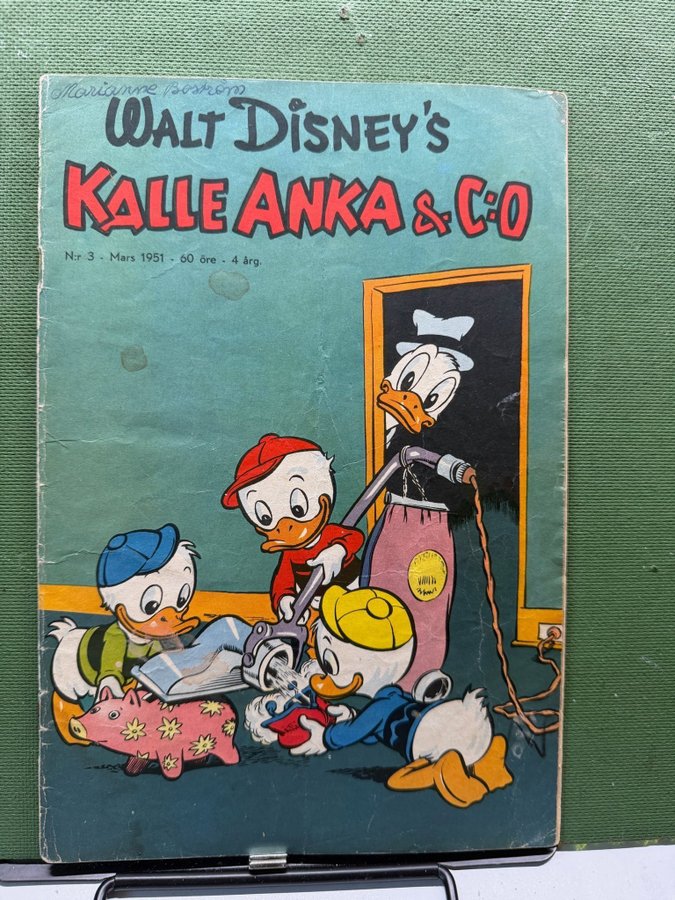 Marianne Boström
WALT DISNEY'S
KALLE ANKA & C:O
N:r 3 - Mars 1951 - 60 öre - 4 årg.